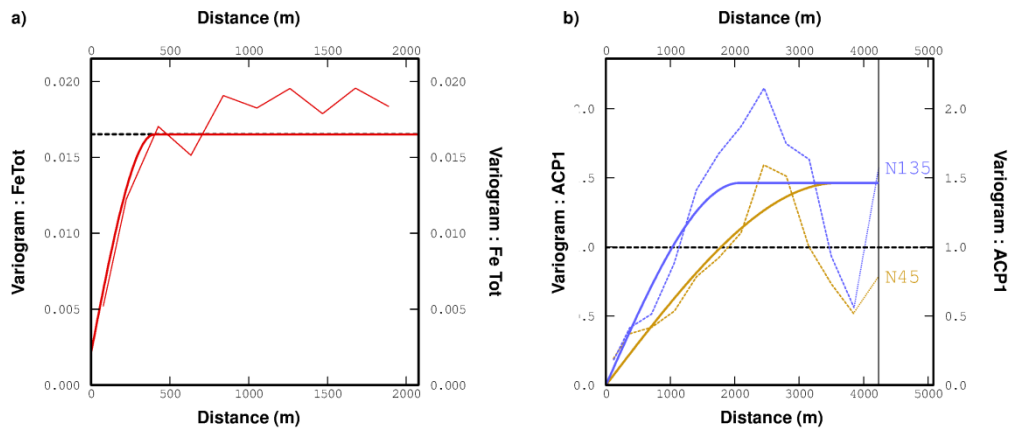 a)
Distance (m)
0 500 1000 1500 2000
0.020 0.020
0.015 0.015
0.010 0.010
0.005 0.005
0.000 0.000
Variogram : FeTot
Variogram : Fe Tot
0 500 1000 1500 2000
Distance (m)
b)
Distance (m)
0 1000 2000 3000 4000 5000
.0 2.0
N135
.5 1.5
.0 1.0
N45
.5 0.5
.0 0.0
Variogram : ACP1
Variogram : ACP1
0 1000 2000 3000 4000 5000
Distance (m)